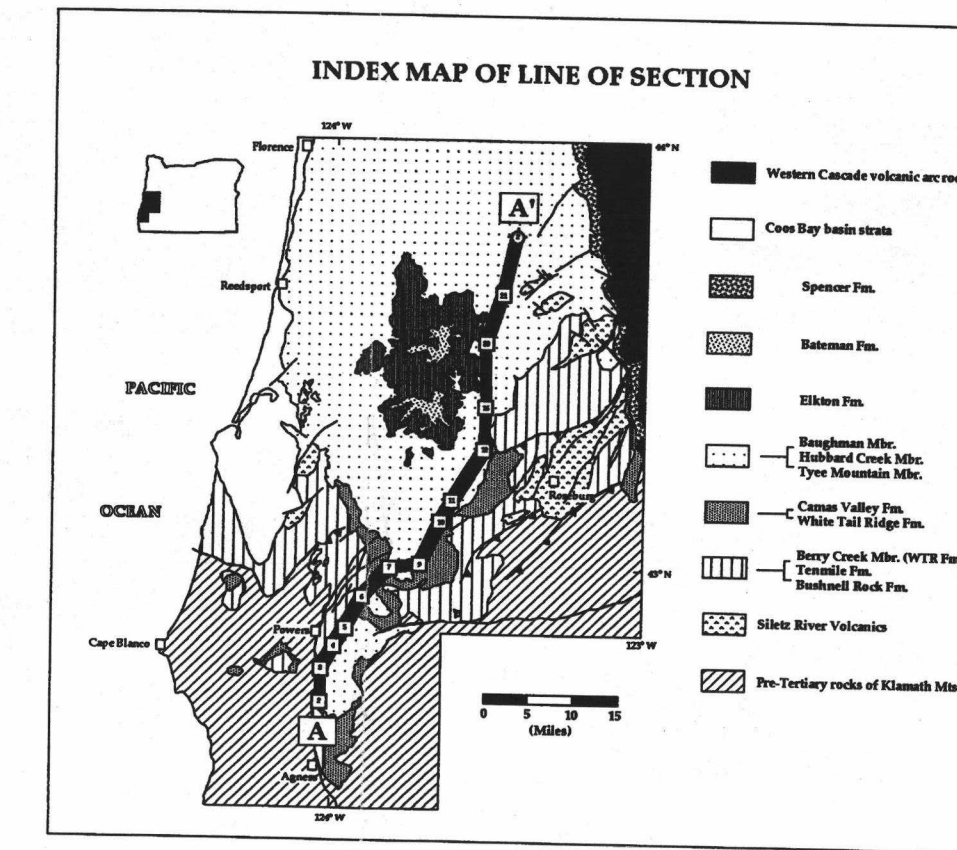 INDEX MAP OF LINE OF SECTION
124° W
Florence
44° N
A'
Reedsport
PACIFIC
OCEAN
Roseburg
43° N
Cape Blanco
Powers
123° W
A
Agness
124° W
0 5 10 15
(Miles)
Western Cascade volcanic arc roc
Coos Bay basin strata
Spencer Fm.
Bateman Fm.
Elkton Fm.
Baughman Mbr.
Hubbard Creek Mbr.
Tyee Mountain Mbr.
Camas Valley Fm.
White Tail Ridge Fm.
Berry Creek Mbr. (WTR Fm
Tenmile Fm.
Bushnell Rock Fm.
Siletz River Volcanics
Pre-Tertiary rocks of Klamath Mts